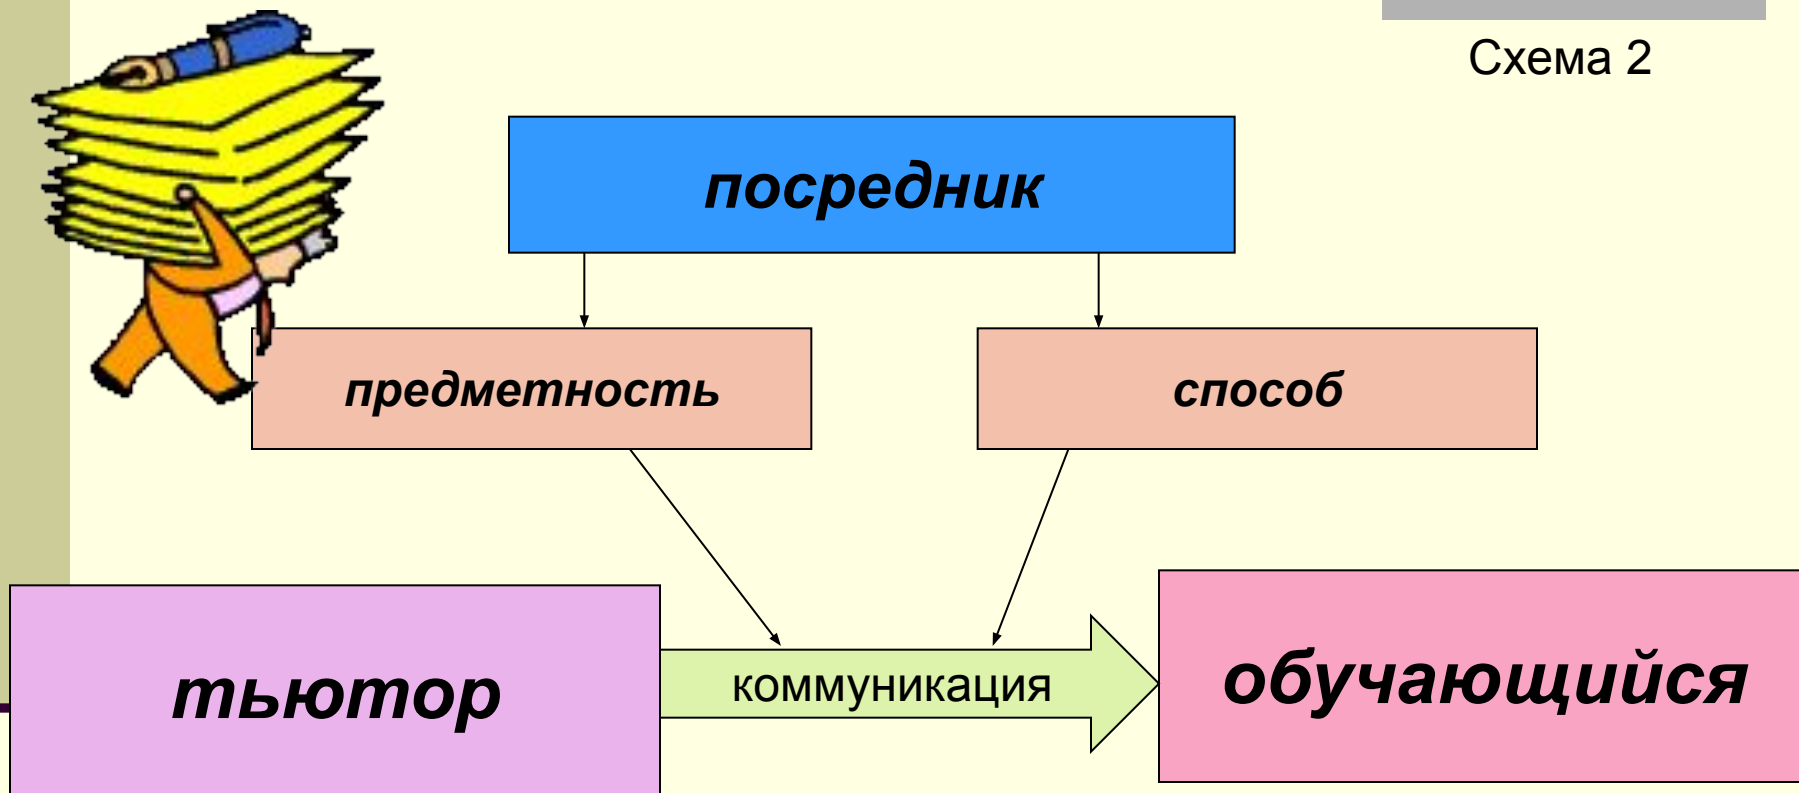 Схема 2
посредник
предметность
способ
тьютор
коммуникация
обучающийся